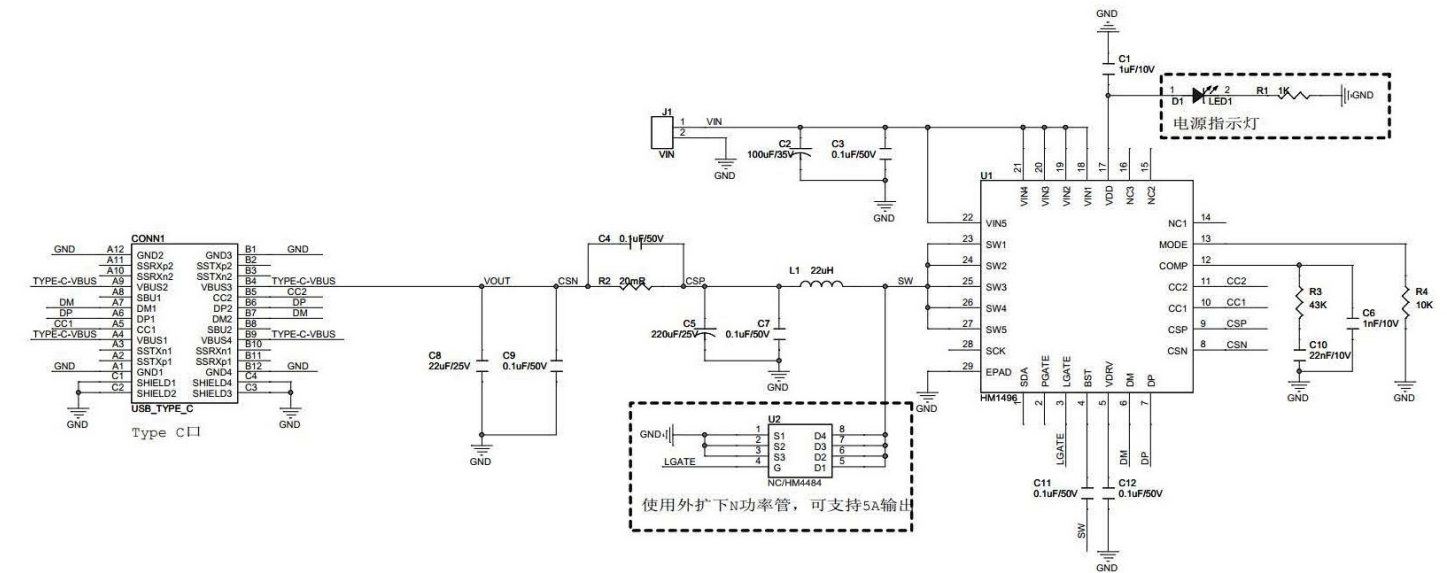 GND
C1
1uF/10V
1 2 R1 1K GND
D1 LED1
电源指示灯
J1
1 VIN
2
VIN
GND
C2
100uF/35V
C3
0.1uF/50V
GND
U1
21 20 19 18 17 16 15
VIN4 VIN3 VIN2 VIN1 VDD NC3 NC2
22 VIN5
23 SW1
24 SW2
25 SW3
26 SW4
27 SW5
28 SCK
29 EPAD
HM1496
NC1 14
MODE 13
COMP 12
CC2 11 CC2
CC1 10 CC1
CSP 9 CSP
CSN 8 CSN
SDA PGATE LGATE BST VDRV DM DP
1 2 3 4 5 6 7
LGATE DM DP
GND
C11
0.1uF/50V
C12
0.1uF/50V
SW
GND
R3
43K
C10
22nF/10V
GND
C6
1nF/10V
R4
10K
GND
CONN1
GND A12 GND2 GND3 B1 GND
A11 SSRXp2 SSTXp2 B2
A10 SSRXn2 SSTXn2 B3
TYPE-C-VBUS A9 VBUS2 VBUS3 B4 TYPE-C-VBUS
A8 SBU1 CC2 B5 CC2
DM A7 DM1 DP2 B6 DP
DP A6 DP1 DM2 B7 DM
CC1 A5 CC1 SBU2 B8
TYPE-C-VBUS A4 VBUS1 VBUS4 B9 TYPE-C-VBUS
A3 SSTXn1 SSRXn1 B10
A2 SSTXp1 SSRXp1 B11
GND A1 GND1 GND4 B12 GND
C1 SHIELD1 SHIELD4 C4
C2 SHIELD2 SHIELD3 C3
USB_TYPE_C
GND GND
Type C口
VOUT CSN
C4 0.1uF/50V
R2 20mR
CSP
L1 22uH
SW
C5
220uF/25V
C7
0.1uF/50V
GND
C8
22uF/25V
C9
0.1uF/50V
GND
U2
GND 1 S1 D4 8
2 S2 D3 7
3 S3 D2 6
LGATE 4 G D1 5
NC/HM4484
使用外扩下N功率管，可支持5A输出